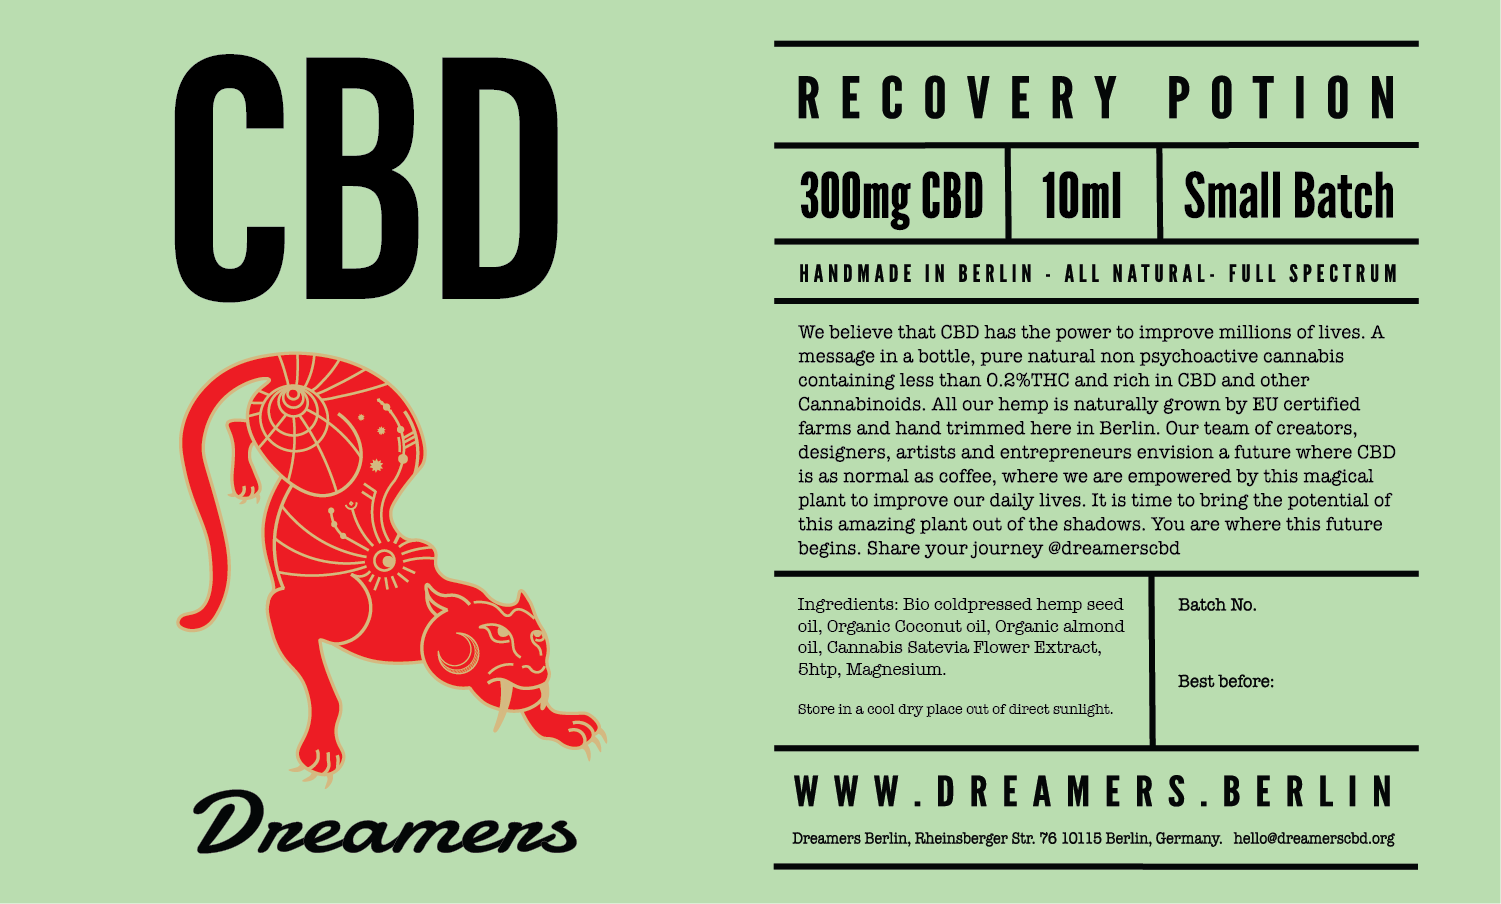 CBD
Dreamers
RECOVERY POTION
300mg CBD
10ml
Small Batch
HANDMADE IN BERLIN - ALL NATURAL- FULL SPECTRUM
We believe that CBD has the power to improve millions of lives. A
message in a bottle, pure natural non psychoactive cannabis
containing less than 0.2%THC and rich in CBD and other
Cannabinoids. All our hemp is naturally grown by EU certified
farms and hand trimmed here in Berlin. Our team of creators,
designers, artists and entrepreneurs envision a future where CBD
is as normal as coffee, where we are empowered by this magical
plant to improve our daily lives. It is time to bring the potential of
this amazing plant out of the shadows. You are where this future
begins. Share your journey @dreamerscbd
Ingredients: Bio coldpressed hemp seed
oil, Organic Coconut oil, Organic almond
oil, Cannabis Satevia Flower Extract,
5htp, Magnesium.
Store in a cool dry place out of direct sunlight.
Batch No.
Best before:
WWW.DREAMERS.BERLIN
Dreamers Berlin, Rheinsberger Str. 76 10115 Berlin, Germany. hello@dreamerscbd.org